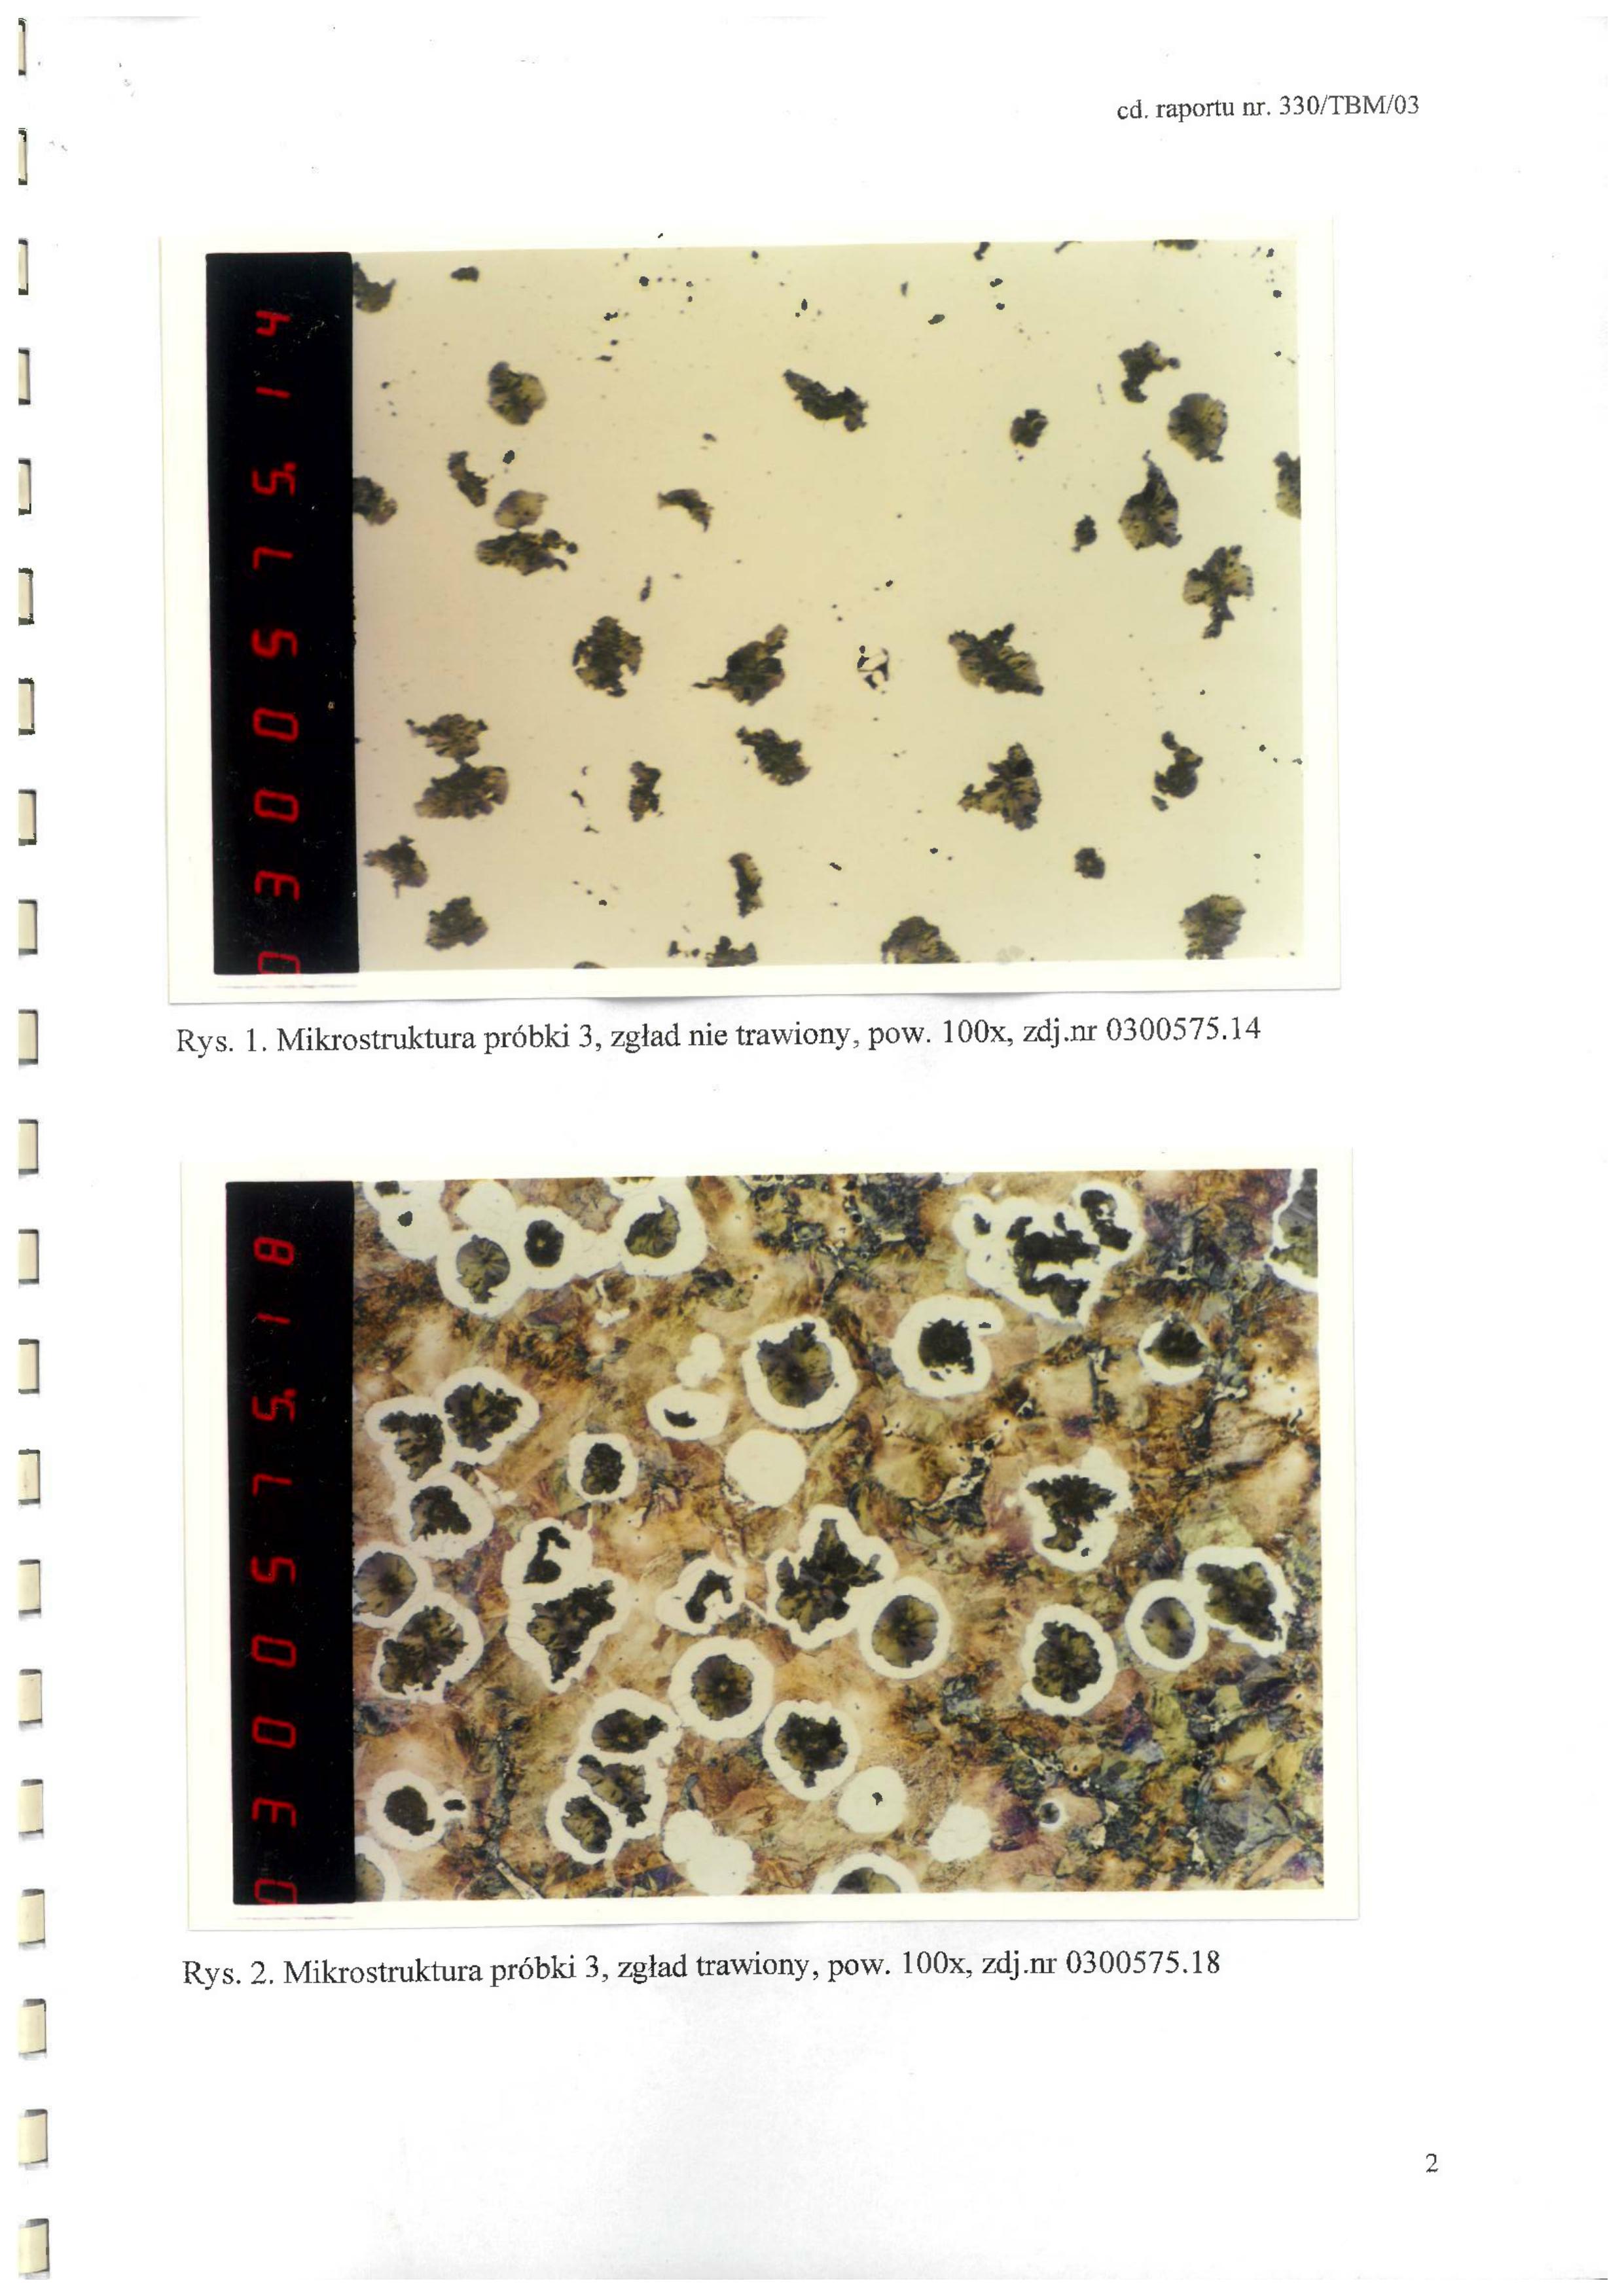 cd. raportu nr. 330/TBM/03
0300575.14
Rys. 1. Mikrostruktura próbki 3, zgład nie trawiony, pow. 100x, zdj.nr 0300575.14
0300575.18
Rys. 2. Mikrostruktura próbki 3, zgład trawiony, pow. 100x, zdj.nr 0300575.18
2